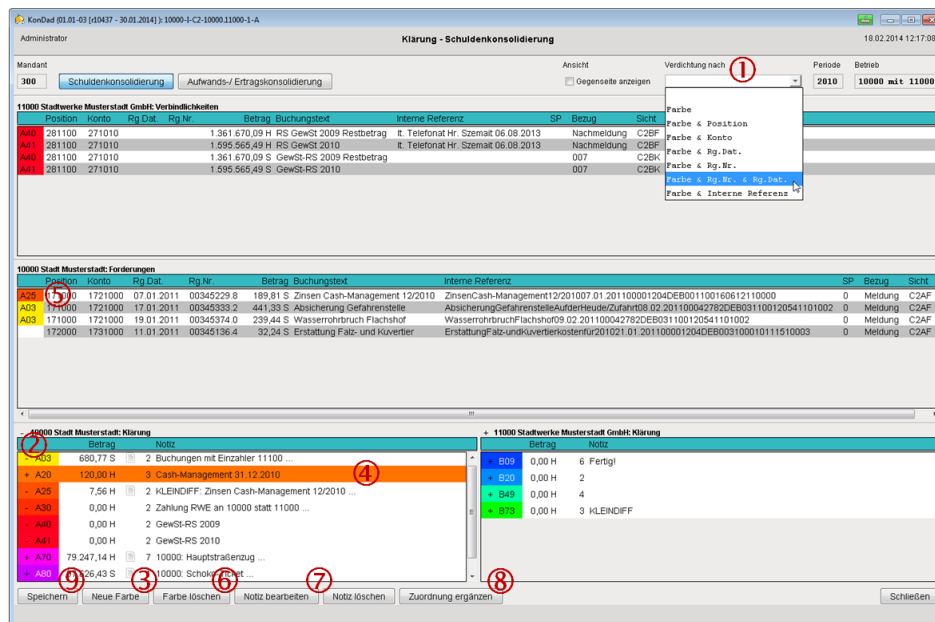 KonDad (01.01-03 [r10437 - 30.01.2014] ): 10000-I-C2-10000.11000-1-A
Administrator Klärung - Schuldenkonsolidierung 18.02.2014 12:17:08
Mandant Ansicht Verdichtung nach Periode Betrieb
300 Schuldenkonsolidierung Aufwands-/ Ertragskonsolidierung Gegenseite anzeigen 2010 10000 mit 11000
①
Farbe
Farbe & Position
Farbe & Konto
Farbe & Rg.Dat.
Farbe & Rg.Nr.
Farbe & Rg.Nr. & Rg.Dat.
Farbe & Interne Referenz
11000 Stadtwerke Musterstadt GmbH: Verbindlichkeiten
Position Konto Rg.Dat. Rg.Nr. Betrag Buchungstext Interne Referenz SP Bezug Sicht
A40 281100 271010 1.361.670,09 H RS GewSt 2009 Restbetrag lt. Telefonat Hr. Szemait 06.08.2013 Nachmeldung C2BF
A41 281100 271010 1.595.565,49 H RS GewSt 2010 lt. Telefonat Hr. Szemait 06.08.2013 Nachmeldung C2BF
A40 281100 271010 1.361.670,09 S GewSt-RS 2009 Restbetrag 007 C2BK
A41 281100 271010 1.595.565,49 S GewSt-RS 2010 007 C2BK
10000 Stadt Musterstadt: Forderungen
Position Konto Rg.Dat. Rg.Nr. Betrag Buchungstext Interne Referenz SP Bezug Sicht
⑤
A25 171000 1721000 07.01.2011 00345229.8 189,81 S Zinsen Cash-Management 12/2010 ZinsenCash-Management12/201007.01.201100001204DEB001100160612110000 0 Meldung C2AF
A03 171000 1721000 17.01.2011 00345333.2 441,33 S Absicherung Gefahrenstelle AbsicherungGefahrenstelleAufderHeude/Zufahrt08.02.201100042782DEB031100120541101002 0 Meldung C2AF
A03 171000 1721000 19.01.2011 00345374.0 239,44 S Wasserrohrbruch Flachshof WasserrohrbruchFlachshof09.02.201100042782DEB031100120541101002 0 Meldung C2AF
172000 1731000 11.01.2011 00345136.4 32,24 S Erstattung Falz- und Kuvertier ErstattungFalz-undKuvertierkostenfür201021.01.201100001204DEB003100010111510003 0 Meldung C2AF
- 10000 Stadt Musterstadt: Klärung
②
Betrag Notiz
- A03 680,77 S 2 Buchungen mit Einzahler 11100 ...
+ A20 120,00 H 3 Cash-Management 31.12.2010
④
- A25 7,56 H 2 KLEINDIFF: Zinsen Cash-Management 12/2010 ...
- A30 0,00 H 2 Zahlung RWE an 10000 statt 11000 ...
- A40 0,00 H 2 GewSt-RS 2009
- A41 0,00 H 2 GewSt-RS 2010
+ A70 79.247,14 H 7 10000: Hauptstraßenzug ...
+ A80 10000: Schoko-Ticket ...
+ 11000 Stadtwerke Musterstadt GmbH: Klärung
Betrag Notiz
+ B09 0,00 H 6 Fertig!
+ B20 0,00 H 2
+ B49 0,00 H 4
+ B73 0,00 H 3 KLEINDIFF
⑨ ③ ⑥ ⑦ ⑧
Speichern Neue Farbe Farbe löschen Notiz bearbeiten Notiz löschen Zuordnung ergänzen Schließen